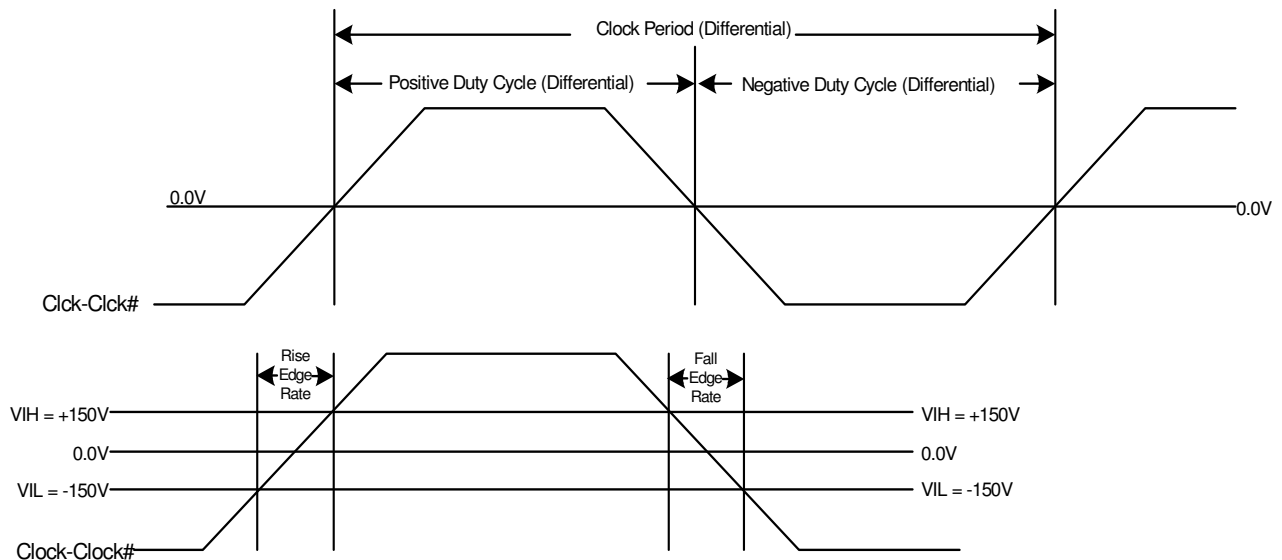 Clock Period (Differential)
Positive Duty Cycle (Differential)
Negative Duty Cycle (Differential)
0.0V
0.0V
Clck-Clck#
Rise
Edge
Rate
Fall
Edge
Rate
VIH = +150V
VIH = +150V
0.0V
0.0V
VIL = -150V
VIL = -150V
Clock-Clock#